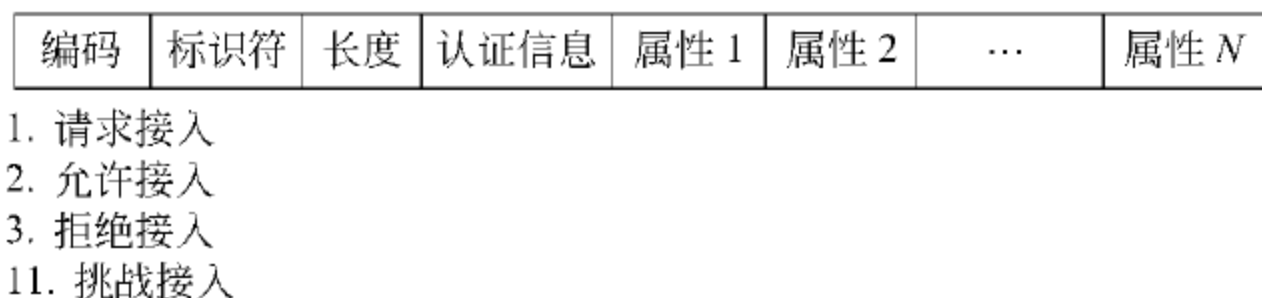 编码 标识符 长度 认证信息 属性 1 属性 2 … 属性 N
1. 请求接入
2. 允许接入
3. 拒绝接入
11. 挑战接入